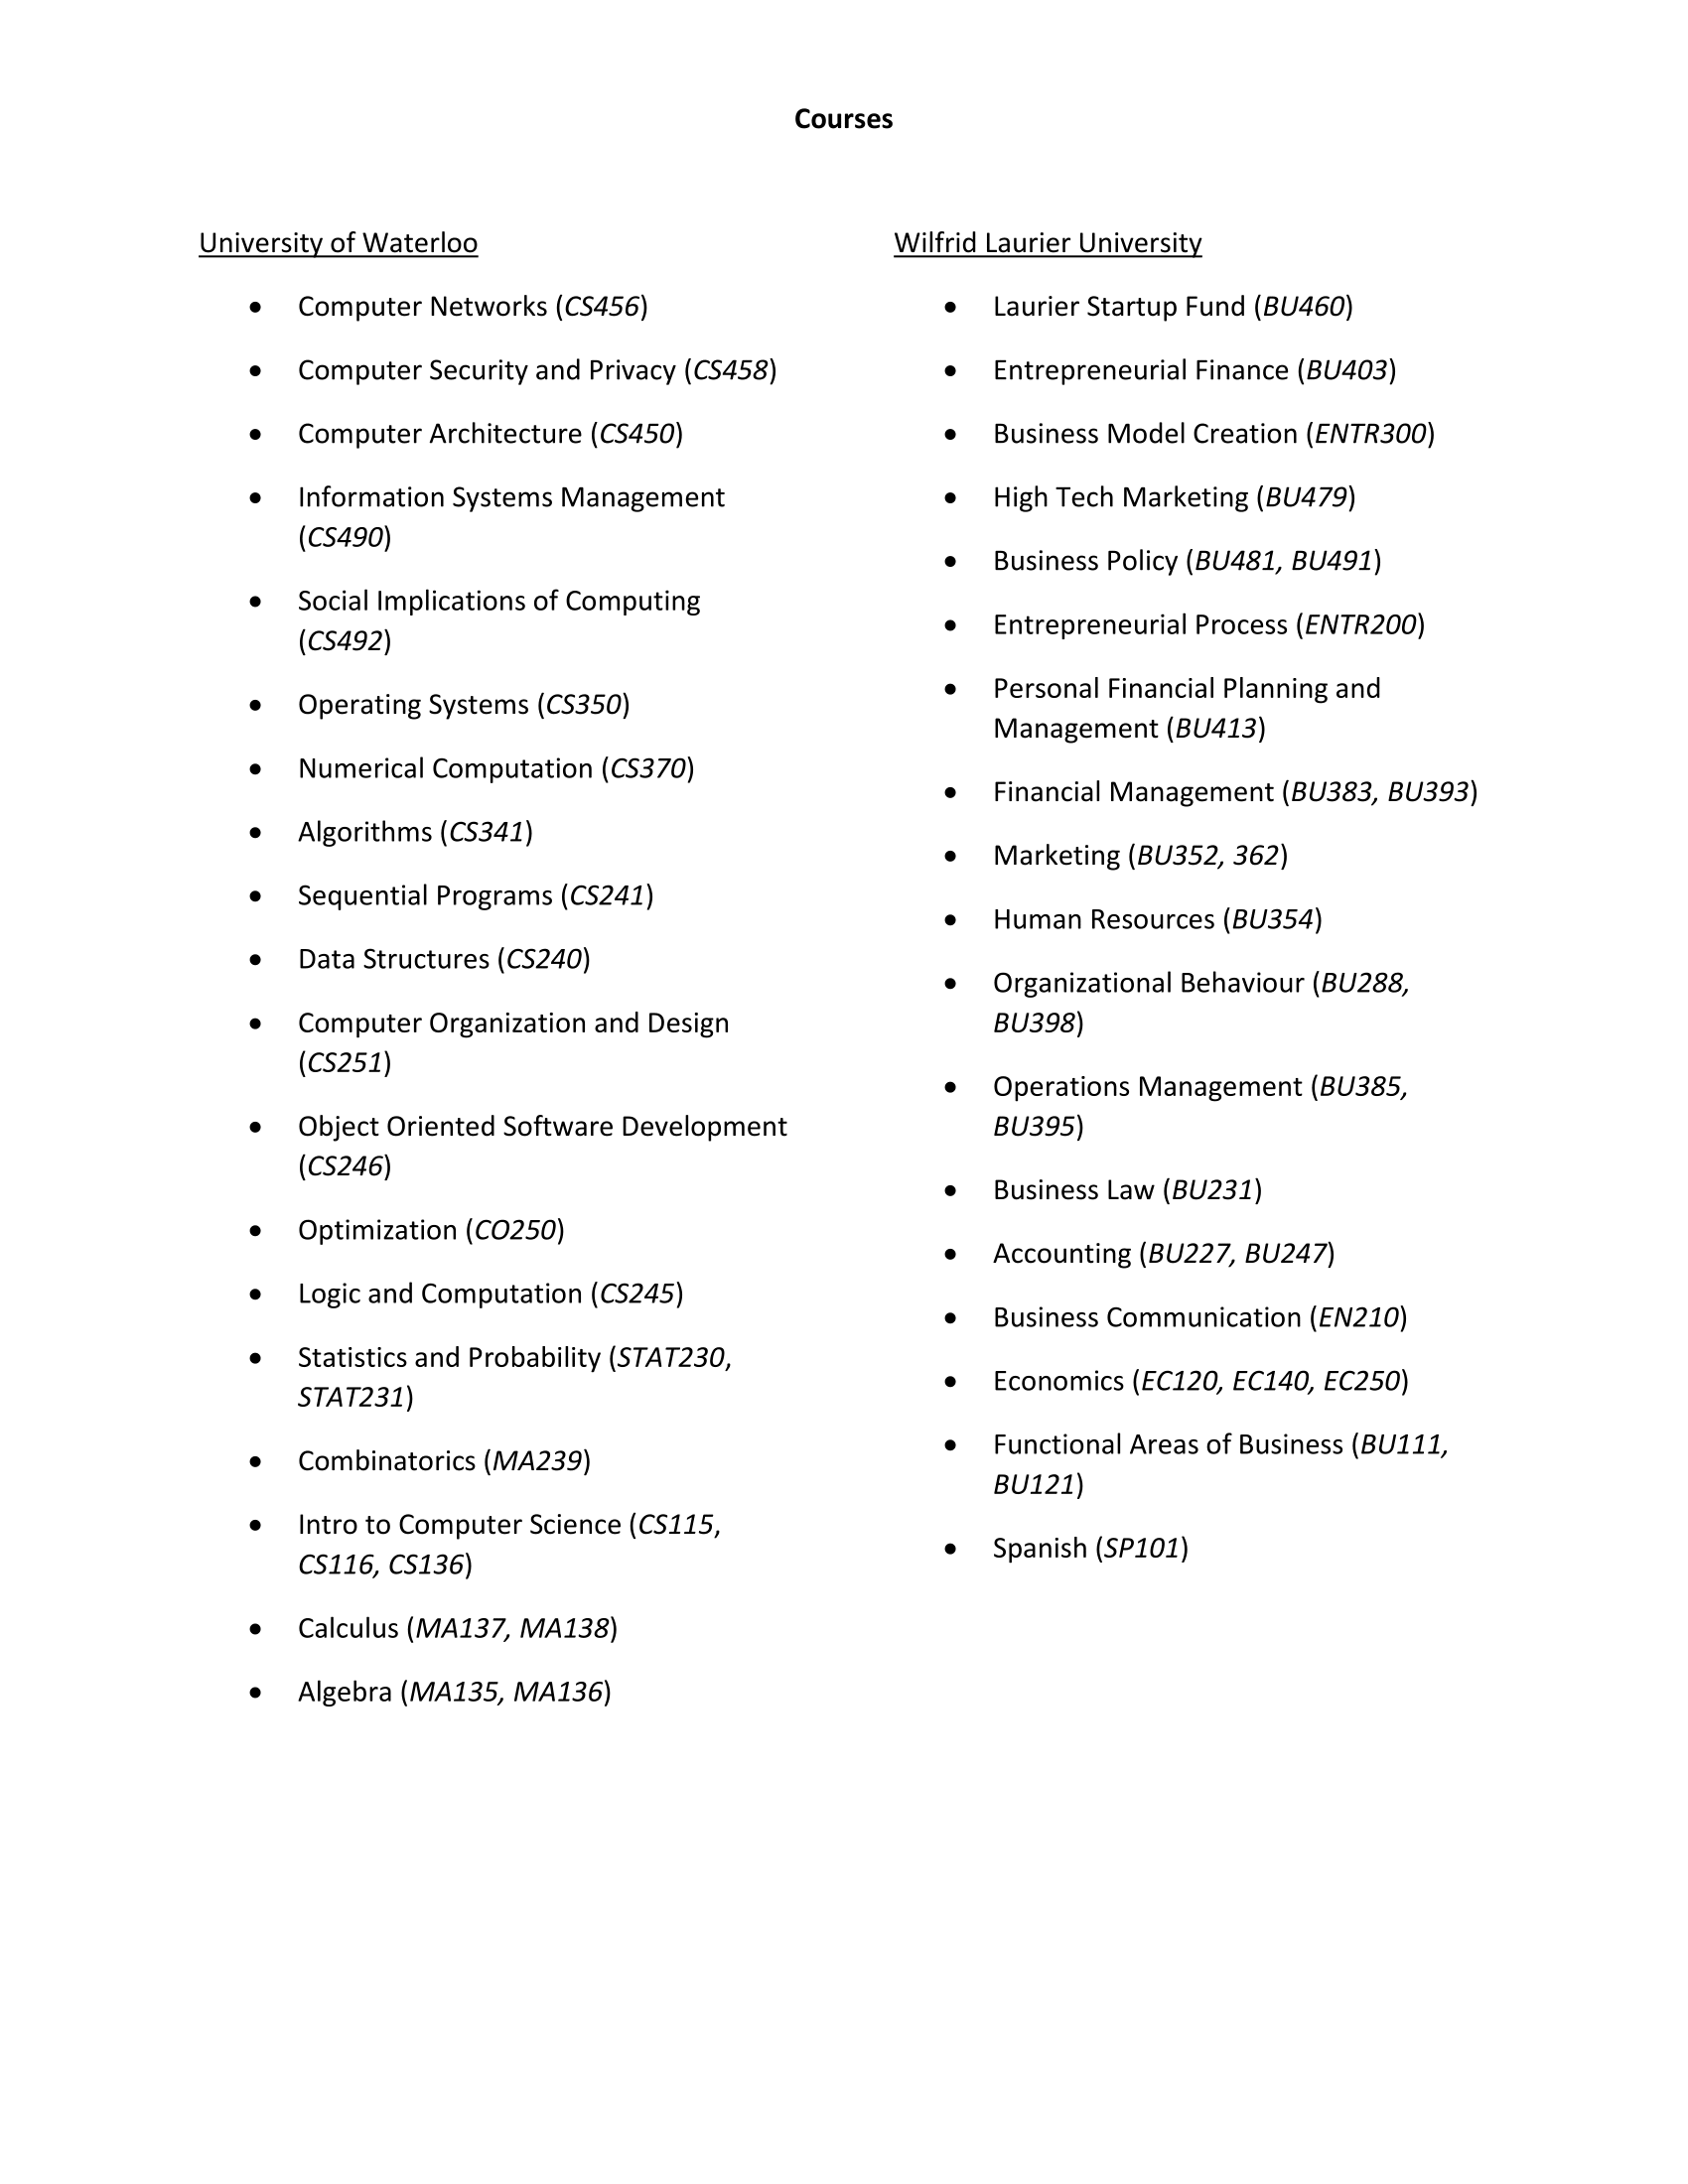 Courses
University of Waterloo
• Computer Networks (CS456)
• Computer Security and Privacy (CS458)
• Computer Architecture (CS450)
• Information Systems Management
(CS490)
• Social Implications of Computing
(CS492)
• Operating Systems (CS350)
• Numerical Computation (CS370)
• Algorithms (CS341)
• Sequential Programs (CS241)
• Data Structures (CS240)
• Computer Organization and Design
(CS251)
• Object Oriented Software Development
(CS246)
• Optimization (CO250)
• Logic and Computation (CS245)
• Statistics and Probability (STAT230,
STAT231)
• Combinatorics (MA239)
• Intro to Computer Science (CS115,
CS116, CS136)
• Calculus (MA137, MA138)
• Algebra (MA135, MA136)
Wilfrid Laurier University
• Laurier Startup Fund (BU460)
• Entrepreneurial Finance (BU403)
• Business Model Creation (ENTR300)
• High Tech Marketing (BU479)
• Business Policy (BU481, BU491)
• Entrepreneurial Process (ENTR200)
• Personal Financial Planning and
Management (BU413)
• Financial Management (BU383, BU393)
• Marketing (BU352, 362)
• Human Resources (BU354)
• Organizational Behaviour (BU288,
BU398)
• Operations Management (BU385,
BU395)
• Business Law (BU231)
• Accounting (BU227, BU247)
• Business Communication (EN210)
• Economics (EC120, EC140, EC250)
• Functional Areas of Business (BU111,
BU121)
• Spanish (SP101)